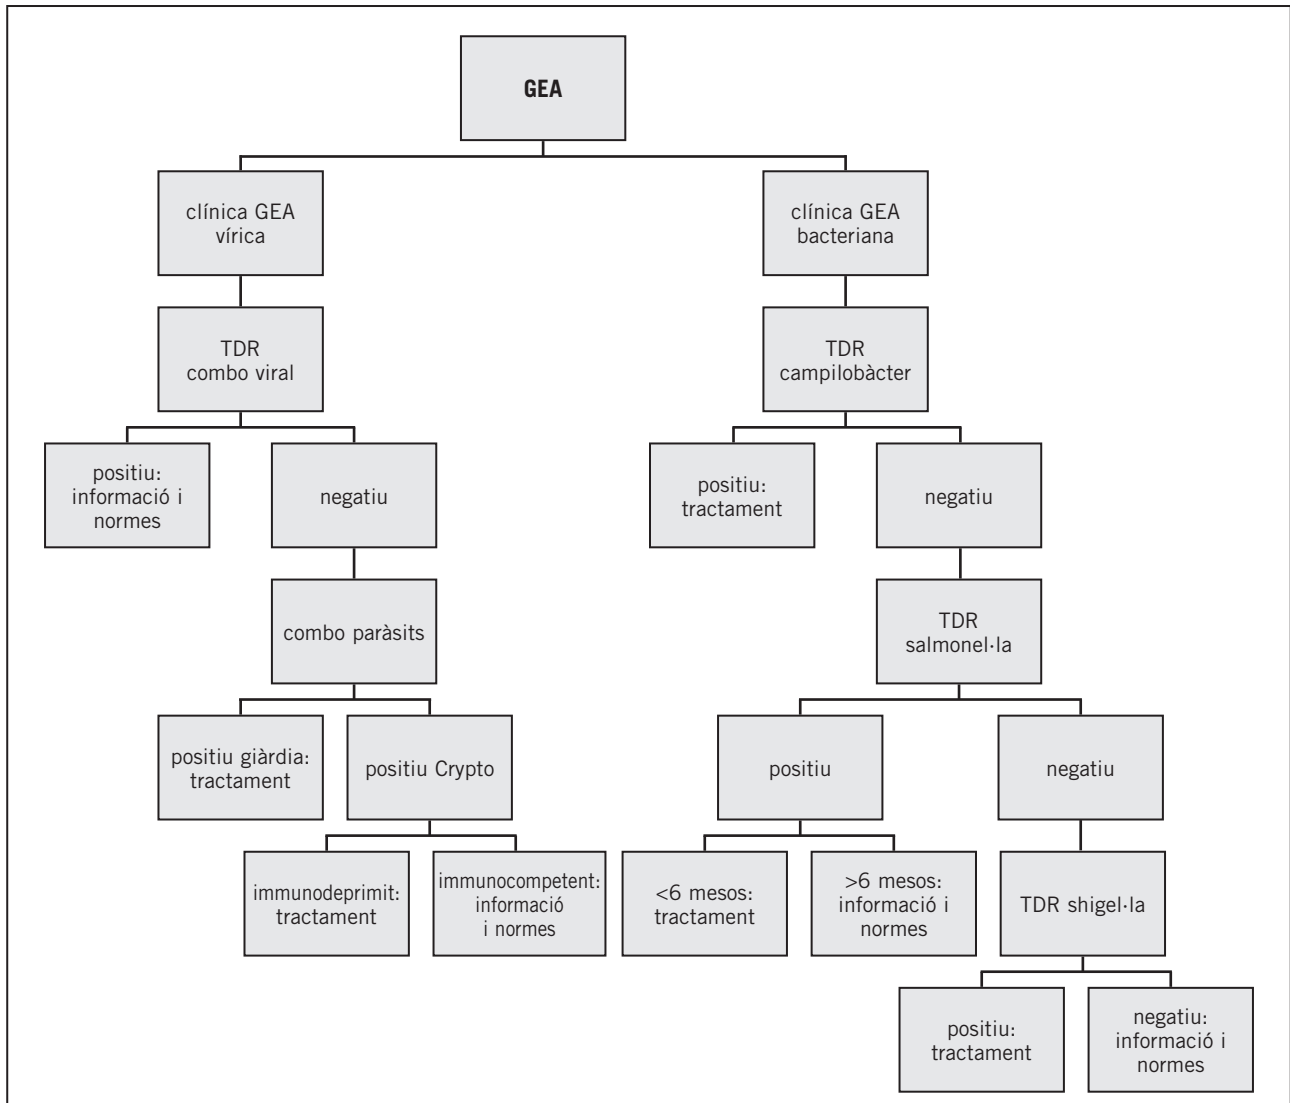 GEA
clínica GEA
vírica
clínica GEA
bacteriana
TDR
combo viral
TDR
campilobàcter
positiu:
informació i
normes
negatiu
positiu:
tractament
negatiu
combo paràsits
TDR
salmonel·la
positiu giàrdia:
tractament
positiu Crypto
positiu
negatiu
immunodeprimit:
tractament
immunocompetent:
informació
i normes
<6 mesos:
tractament
>6 mesos:
informació i
normes
TDR shigel·la
positiu:
tractament
negatiu:
informació i
normes